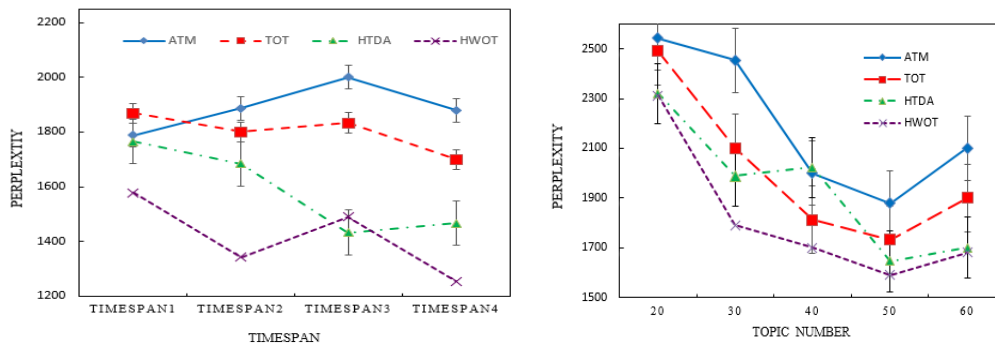 2200
2000
1800
1600
1400
1200
ATM TOT HTDA HWOT
TIMESPAN1 TIMESPAN2 TIMESPAN3 TIMESPAN4
TIMESPAN
PERPLEXITY
2500
2300
2100
1900
1700
1500
ATM
TOT
HTDA
HWOT
20 30 40 50 60
TOPIC NUMBER
PERPLEXITY